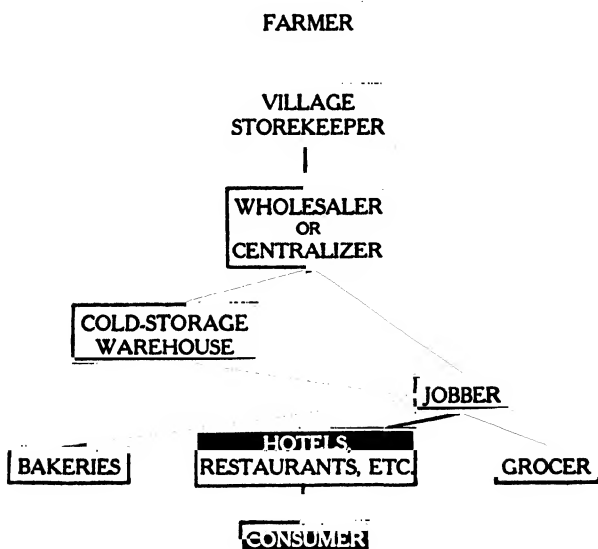 FARMER
VILLAGE
STOREKEEPER
WHOLESALER
OR
CENTRALIZER
COLD-STORAGE
WAREHOUSE
JOBBER
BAKERIES
HOTELS,
RESTAURANTS, ETC.
GROCER
CONSUMER